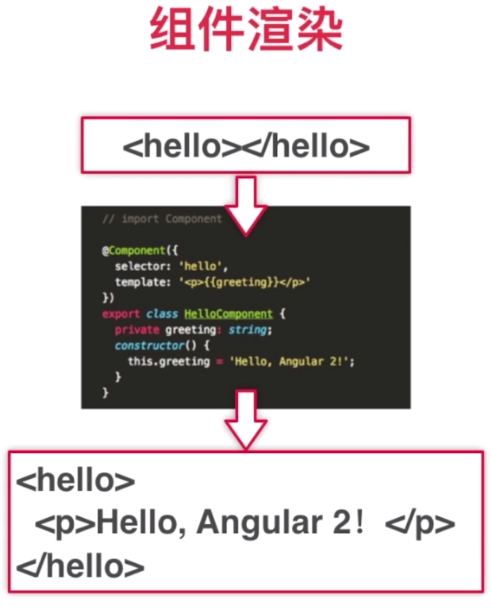 组件渲染
<hello></hello>
// import Component
@Component({
selector: 'hello',
template: '<p>{{greeting}}</p>'
})
export class HelloComponent {
private greeting: string;
constructor() {
this.greeting = 'Hello, Angular 2!';
}
}
<hello>
<p>Hello, Angular 2！</p>
</hello>